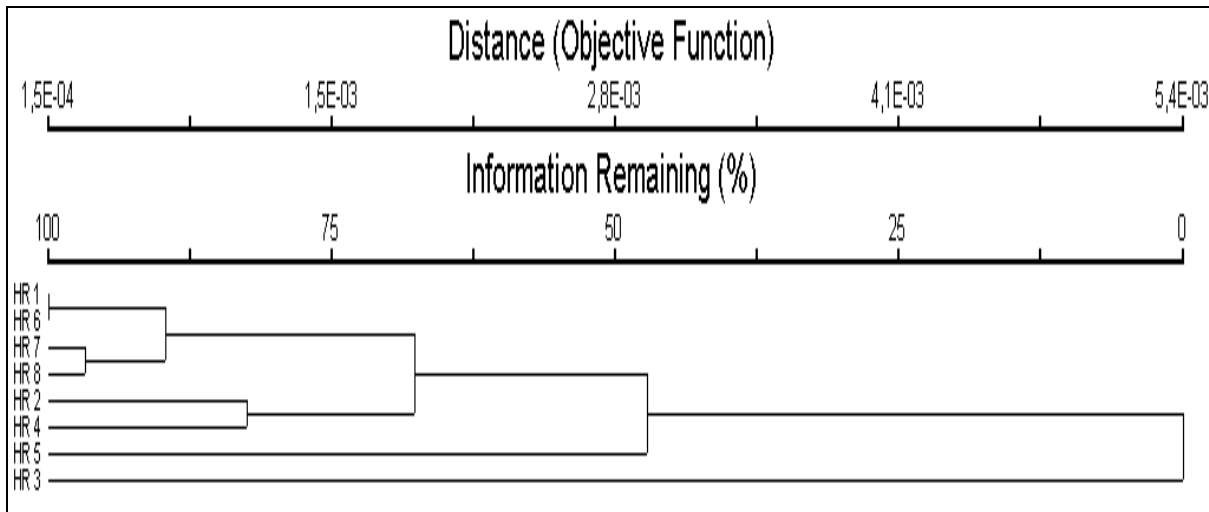 Distance (Objective Function)
1,5E-04 1,5E-03 2,8E-03 4,1E-03 5,4E-03
Information Remaining (%)
100 75 50 25 0
HR 1
HR 6
HR 7
HR 8
HR 2
HR 4
HR 5
HR 3